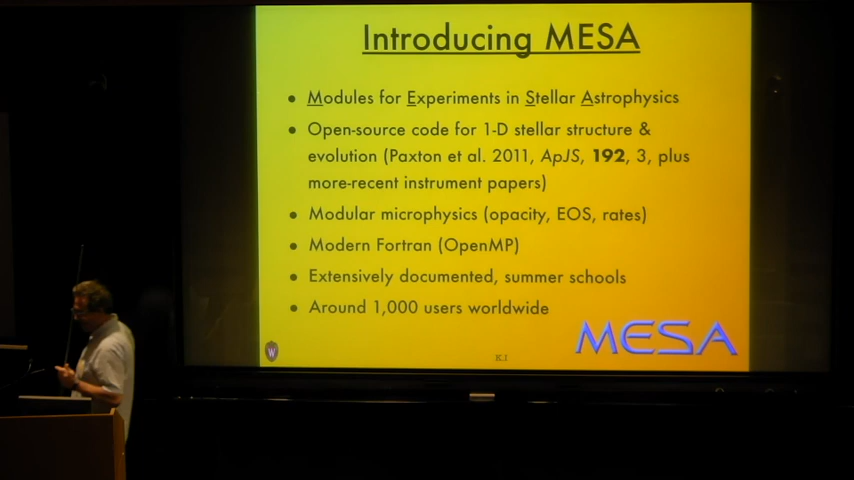 Introducing MESA
• Modules for Experiments in Stellar Astrophysics
• Open-source code for 1-D stellar structure &
evolution (Paxton et al. 2011, ApJS, 192, 3, plus
more-recent instrument papers)
• Modular microphysics (opacity, EOS, rates)
• Modern Fortran (OpenMP)
• Extensively documented, summer schools
• Around 1,000 users worldwide
MESA
W